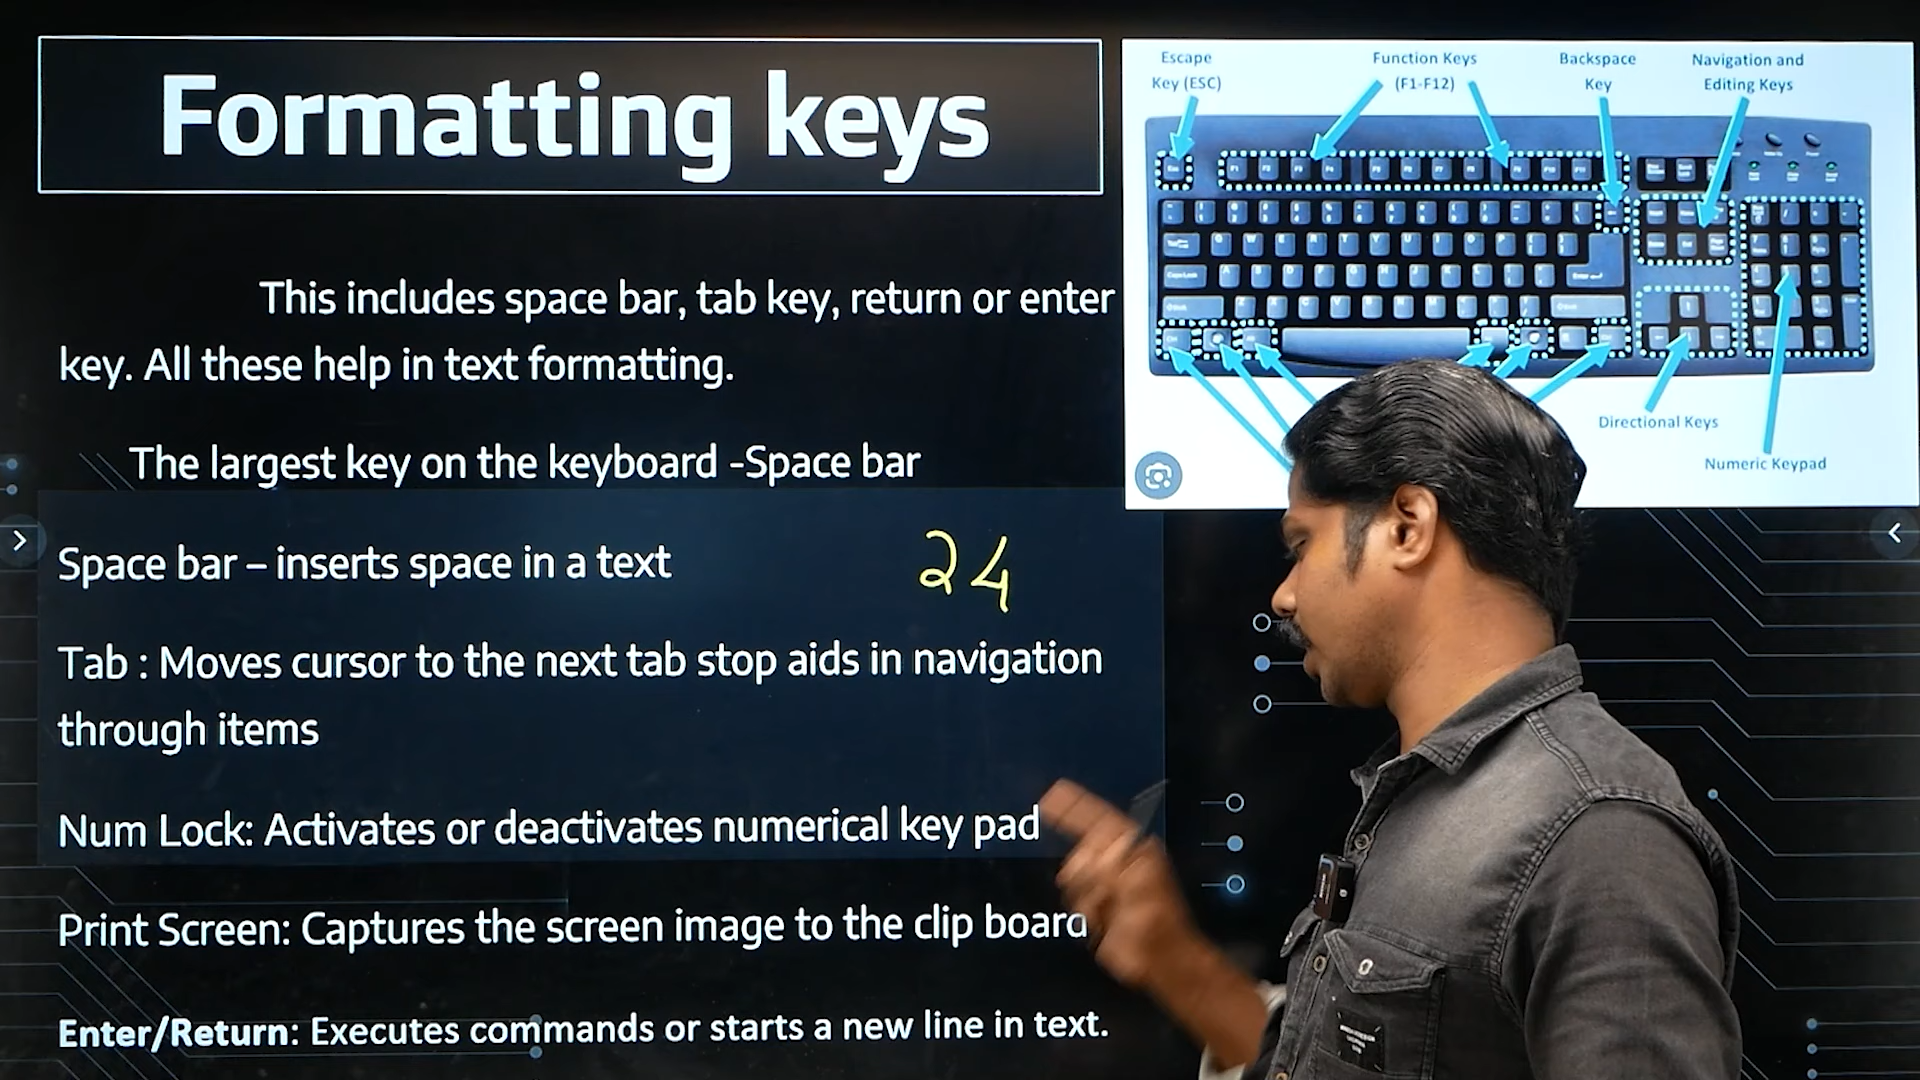 Formatting keys
This includes space bar, tab key, return or enter
key. All these help in text formatting.
The largest key on the keyboard -Space bar
Space bar – inserts space in a text
24
Tab : Moves cursor to the next tab stop aids in navigation
through items
Num Lock: Activates or deactivates numerical key pad
Print Screen: Captures the screen image to the clip board
Enter/Return: Executes commands or starts a new line in text.
Escape
Key (ESC)
Function Keys
(F1-F12)
Backspace
Key
Navigation and
Editing Keys
Directional Keys
Numeric Keypad